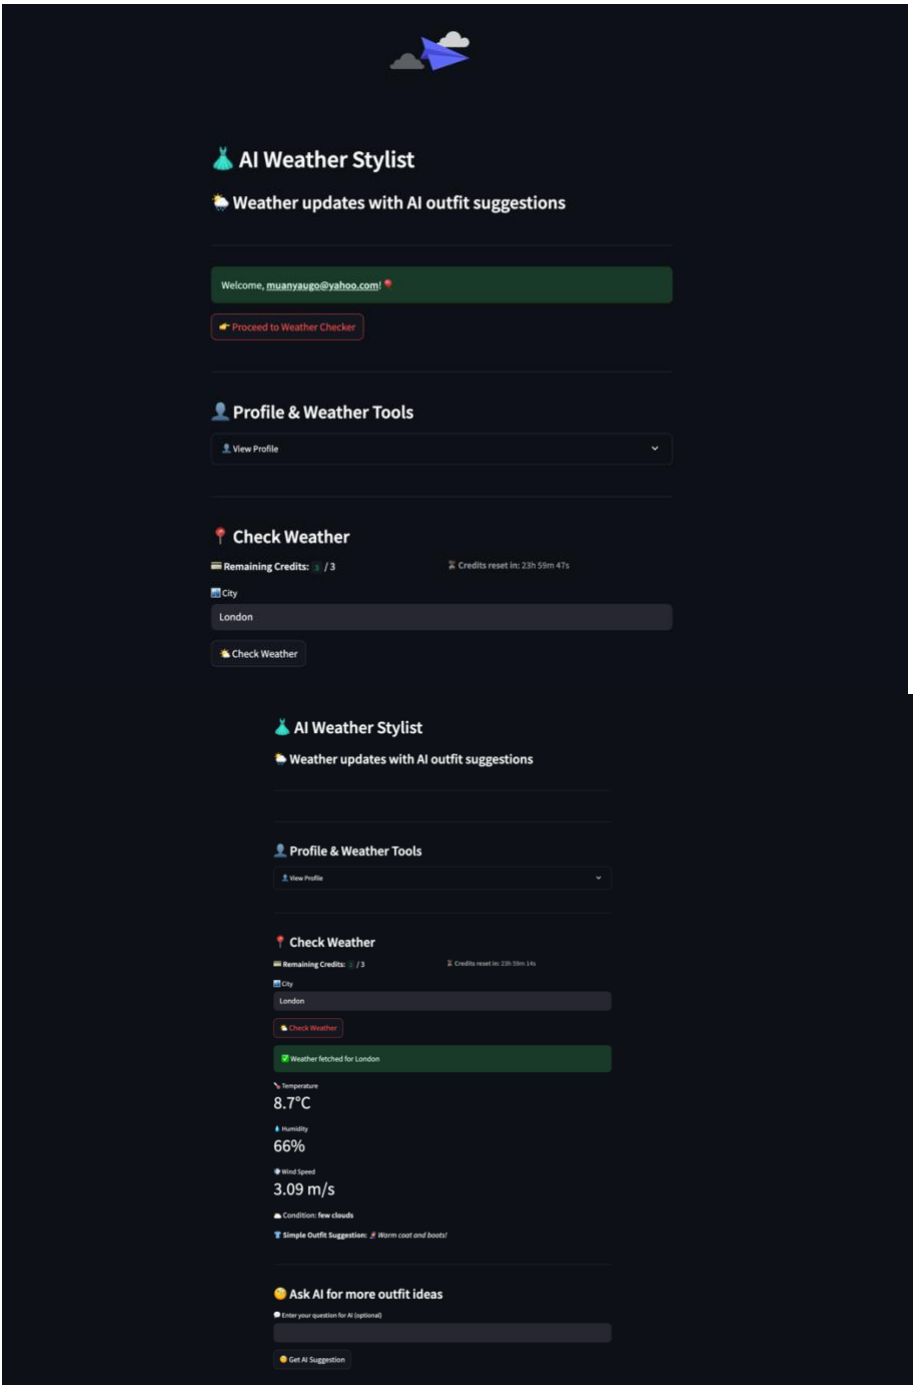 AI Weather Stylist
Weather updates with AI outfit suggestions
Welcome, muanyaugo@yahoo.com!
Proceed to Weather Checker
Profile & Weather Tools
View Profile
Check Weather
Remaining Credits: 3 / 3
Credits reset in: 23h 59m 47s
City
London
Check Weather
AI Weather Stylist
Weather updates with AI outfit suggestions
Profile & Weather Tools
View Profile
Check Weather
Remaining Credits: / 3
Credits reset in: 23h 59m 14s
City
London
Check Weather
Weather fetched for London
Temperature
8.7°C
Humidity
66%
Wind Speed
3.09 m/s
Condition: few clouds
Simple Outfit Suggestion: Warm coat and boots!
Ask AI for more outfit ideas
Enter your question for AI (optional)
Get AI Suggestion